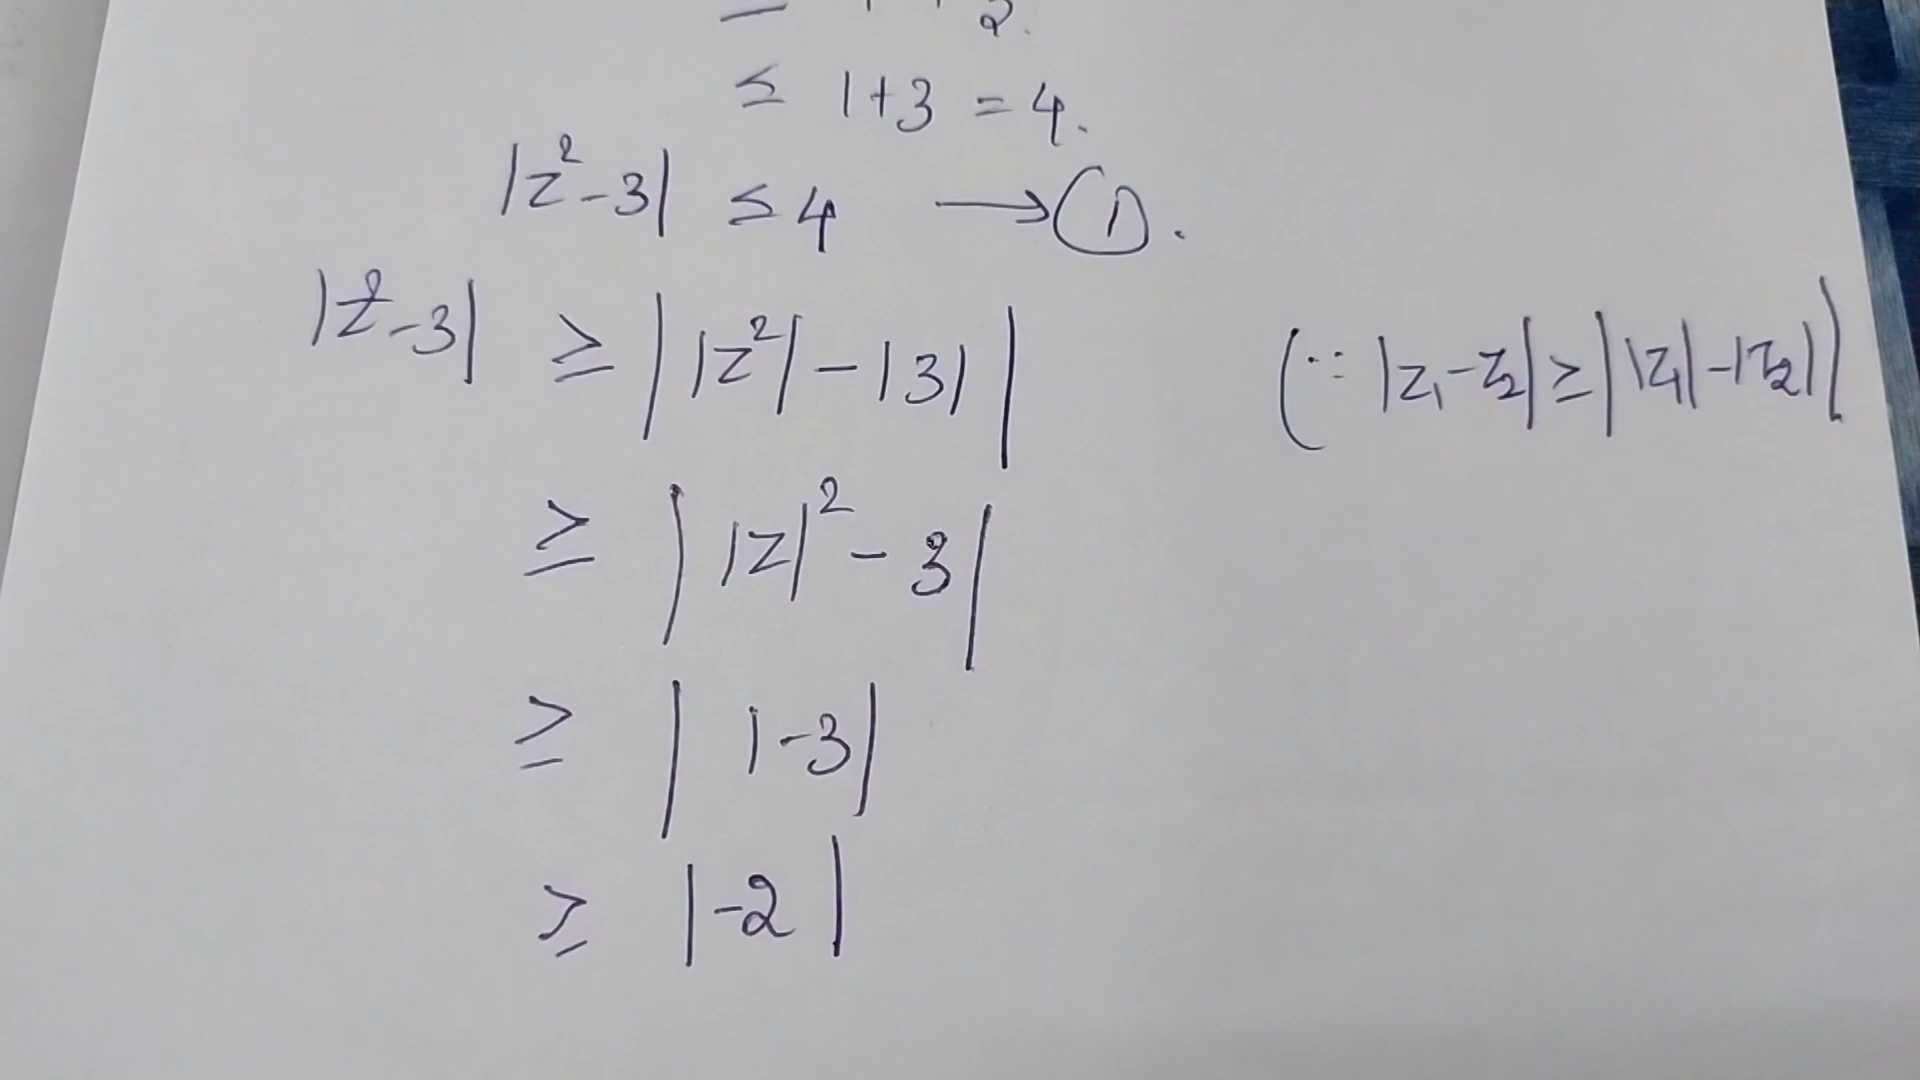 2.
≤ 1+3 = 4.
|z²-3| ≤ 4 → ①.
|z²-3| ≥ ||z²| - |3|| (∵ |z₁-z₂| ≥ ||z₁|-|z₂||
≥ ||z|² - 3|
≥ |1-3|
≥ |-2|